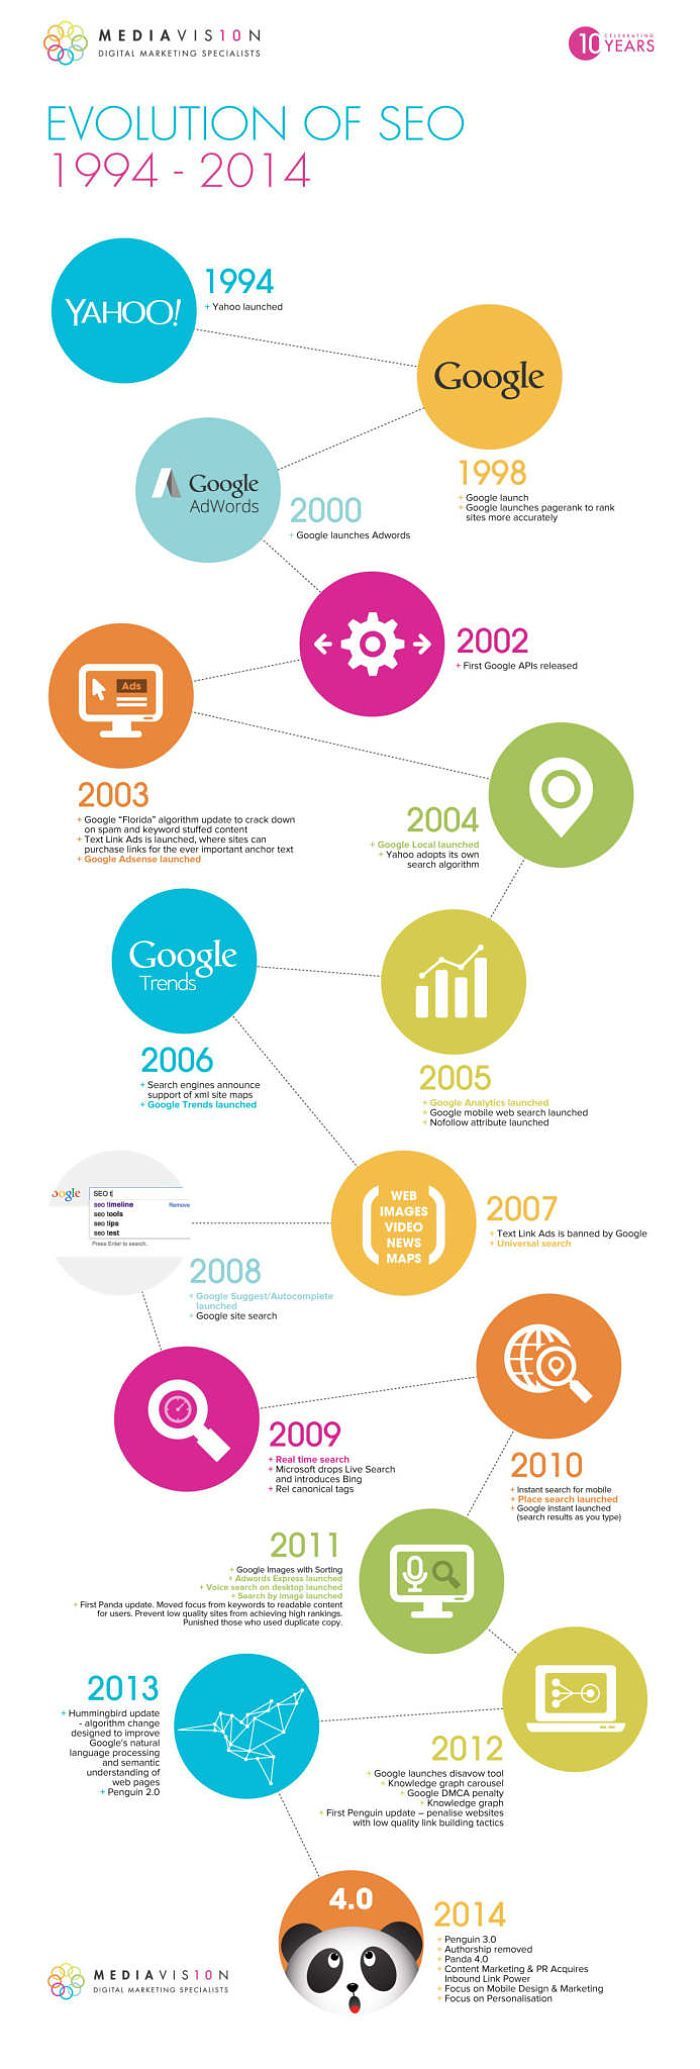 MEDIAVIS10N
DIGITAL MARKETING SPECIALISTS
CELEBRATING
10 YEARS
EVOLUTION OF SEO
1994 - 2014
YAHOO!
1994
+ Yahoo launched
Google
1998
+ Google launch
+ Google launches pagerank to rank
sites more accurately
Google
AdWords
2000
+ Google launches Adwords
2002
+ First Google APIs released
Ads
2003
+ Google "Florida" algorithm update to crack down
on spam and keyword stuffed content
+ Text Link Ads is launched, where sites can
purchase links for the ever important anchor text
+ Google Adsense launched
2004
+ Google Local launched
+ Yahoo adopts its own
search algorithm
Google
Trends
2006
+ Search engines announce
support of xml site maps
+ Google Trends launched
2005
+ Google Analytics launched
+ Google mobile web search launched
+ Nofollow attribute launched
oogle
SEO t
seo timeline
Remove
seo tools
seo tips
seo test
Press Enter to search.
WEB
IMAGES
VIDEO
NEWS
MAPS
2007
+ Text Link Ads is banned by Google
+ Universal search
2008
+ Google Suggest/Autocomplete
launched
+ Google site search
2009
+ Real time search
+ Microsoft drops Live Search
and introduces Bing
+ Rel canonical tags
2010
+ Instant search for mobile
+ Place search launched
+ Google instant launched
(search results as you type)
2011
+ Google Images with Sorting
+ Adwords Express launched
+ Voice search on desktop launched
+ Search by image launched
+ First Panda update. Moved focus from keywords to readable content
for users. Prevent low quality sites from achieving high rankings.
Punished those who used duplicate copy.
2013
+ Hummingbird update
- algorithm change
designed to improve
Google's natural
language processing
and semantic
understanding of
web pages
+ Penguin 2.0
2012
+ Google launches disavow tool
+ Knowledge graph carousel
+ Google DMCA penalty
+ Knowledge graph
+ First Penguin update – penalise websites
with low quality link building tactics
4.0
2014
+ Penguin 3.0
+ Authorship removed
+ Panda 4.0
+ Content Marketing & PR Acquires
Inbound Link Power
+ Focus on Mobile Design & Marketing
+ Focus on Personalisation
MEDIAVIS10N
DIGITAL MARKETING SPECIALISTS